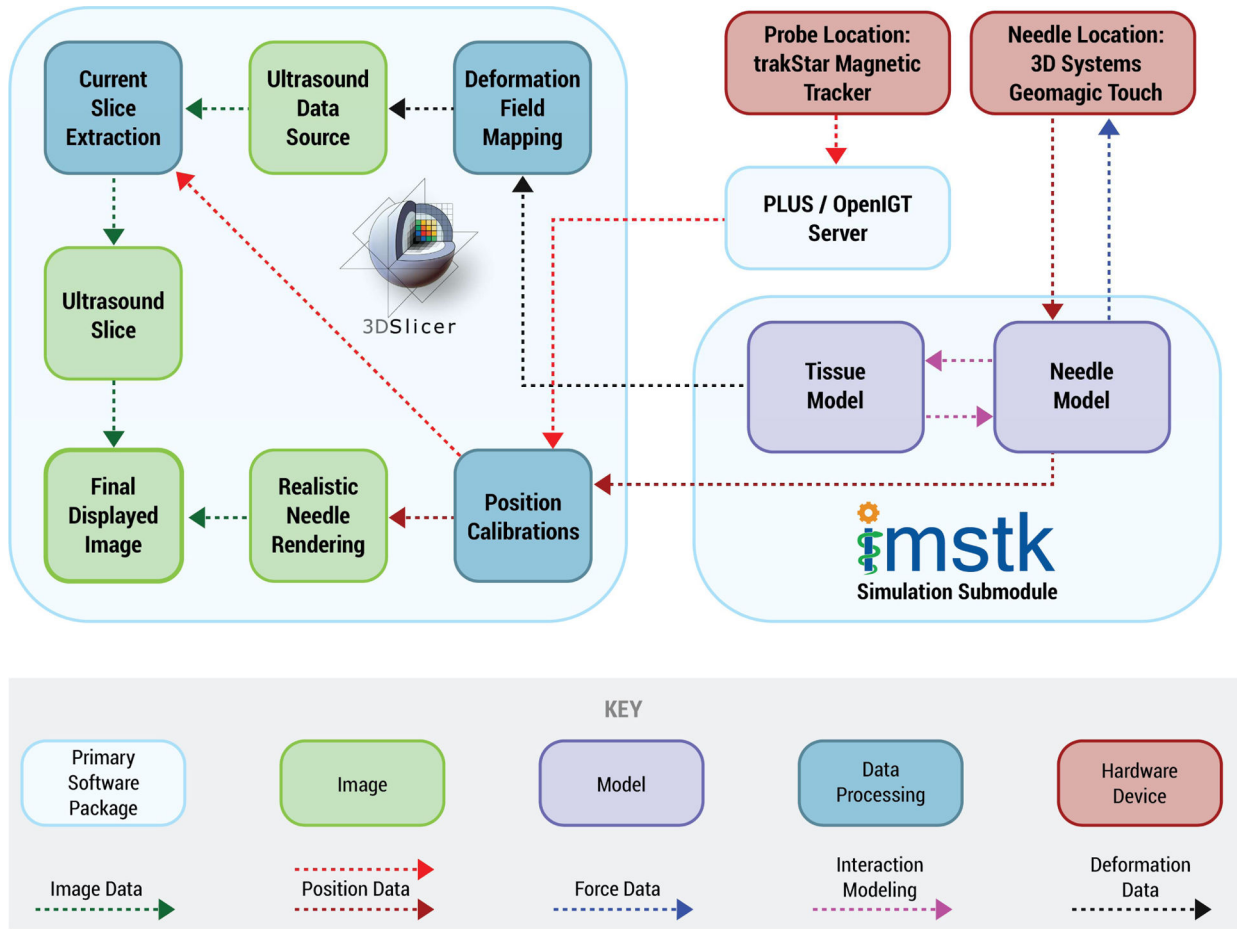 Current
Slice
Extraction
Ultrasound
Data
Source
Deformation
Field
Mapping
Probe Location:
trakStar Magnetic
Tracker
Needle Location:
3D Systems
Geomagic Touch
PLUS / OpenIGT
Server
Ultrasound
Slice
3DSlicer
Tissue
Model
Needle
Model
Final
Displayed
Image
Realistic
Needle
Rendering
Position
Calibrations
imstk
Simulation Submodule
KEY
Primary
Software
Package
Image
Model
Data
Processing
Hardware
Device
Image Data
Position Data
Force Data
Interaction
Modeling
Deformation
Data